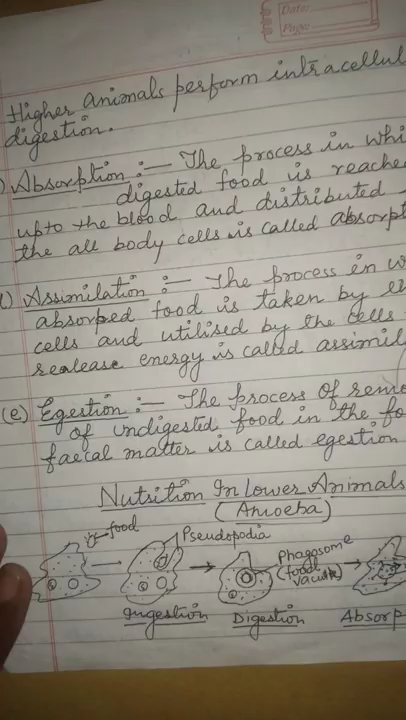 Date:
Page
Higher animals perform intracellul
digestion.
Absorption :— The process in whi
digested food is reache
upto the blood and distributed
the all body cells is called absorpt
Assimilation :— The process in w
absorbed food is taken by
cells and utilised by the cells
realease energy is called assimil
(e) Egestion :— The process of remo
of undigested food in the fo
faecal matter is called egestion
Nutrition In Lower Animals
(Amoeba)
food
Pseudopodia
Phagosome
(food
vacuole)
Ingestion
Digestion
Absorp